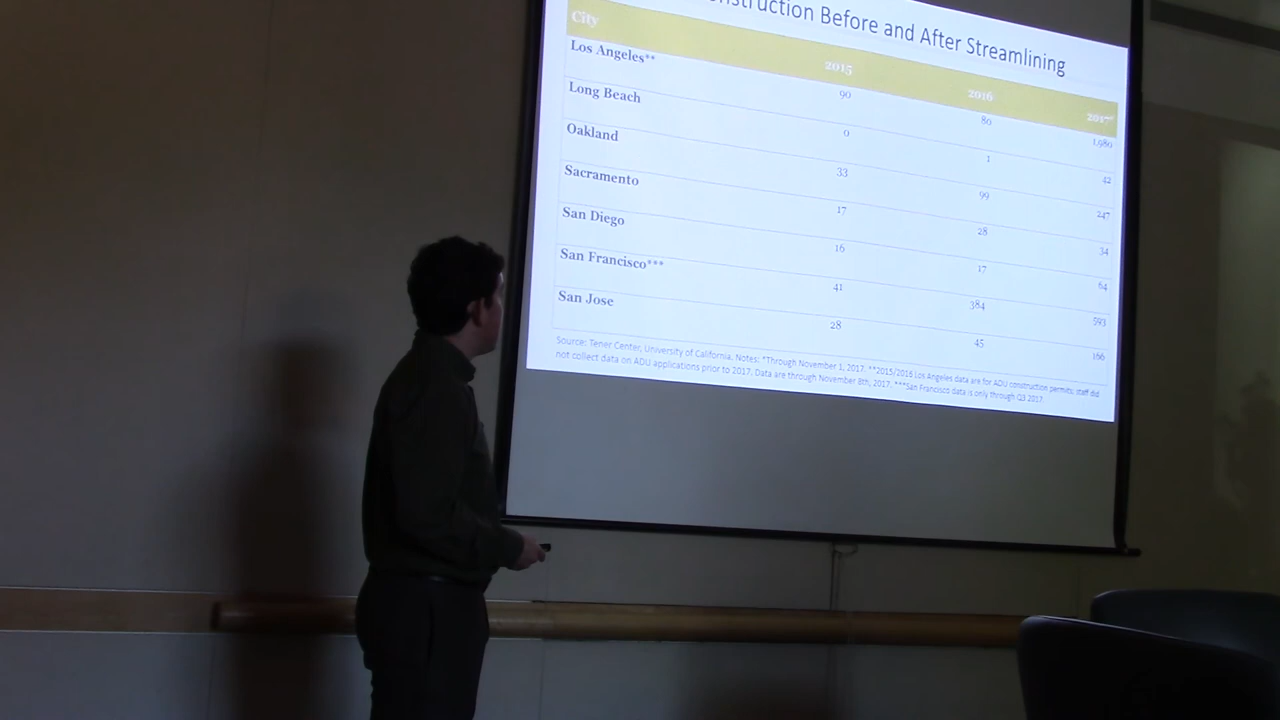 nstruction Before and After Streamlining
City 2015 2016 2017*
Los Angeles** 90 80 1,980
Long Beach 0 1 42
Oakland 33 99 247
Sacramento 17 28 34
San Diego 16 17 64
San Francisco*** 41 384 593
San Jose 28 45 166
Source: Terner Center, University of California. Notes: *Through November 1, 2017. **2015/2016 Los Angeles data are for ADU construction permits; staff did
not collect data on ADU applications prior to 2017. Data are through November 8th, 2017. ***San Francisco data is only through Q3 2017.